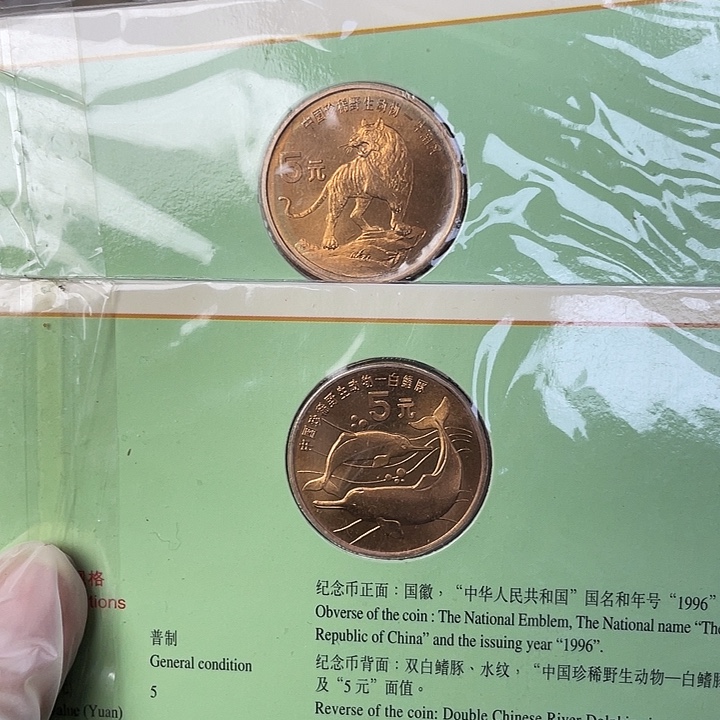 中国珍稀野生动物—华南虎
5元
中国珍稀野生动物—白鱀豚
5元
格
tions
普制
General condition
5
(Yuan)
纪念币正面：国徽，“中华人民共和国”国名和年号“1996”
Obverse of the coin : The National Emblem, The National name “The
Republic of China” and the issuing year “1996”.
纪念币背面：双白鳍豚、水纹，“中国珍稀野生动物—白鳍豚
及“5元”面值。
Reverse of the coin: Double Chinese River Dolphin